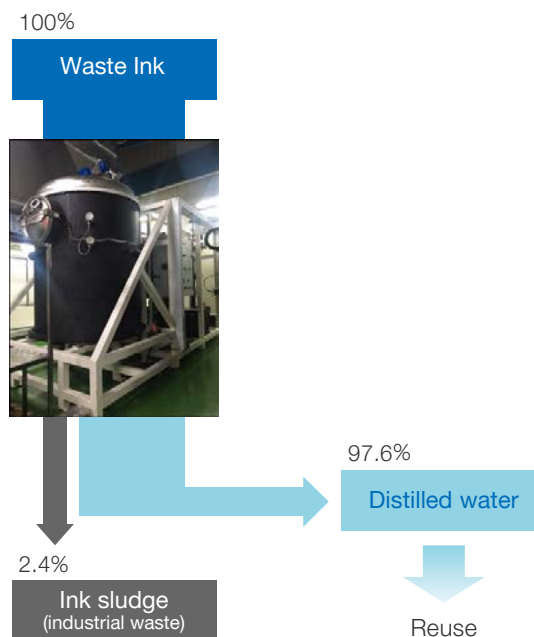 100%
Waste Ink
97.6%
Distilled water
2.4%
Ink sludge
(industrial waste)
Reuse